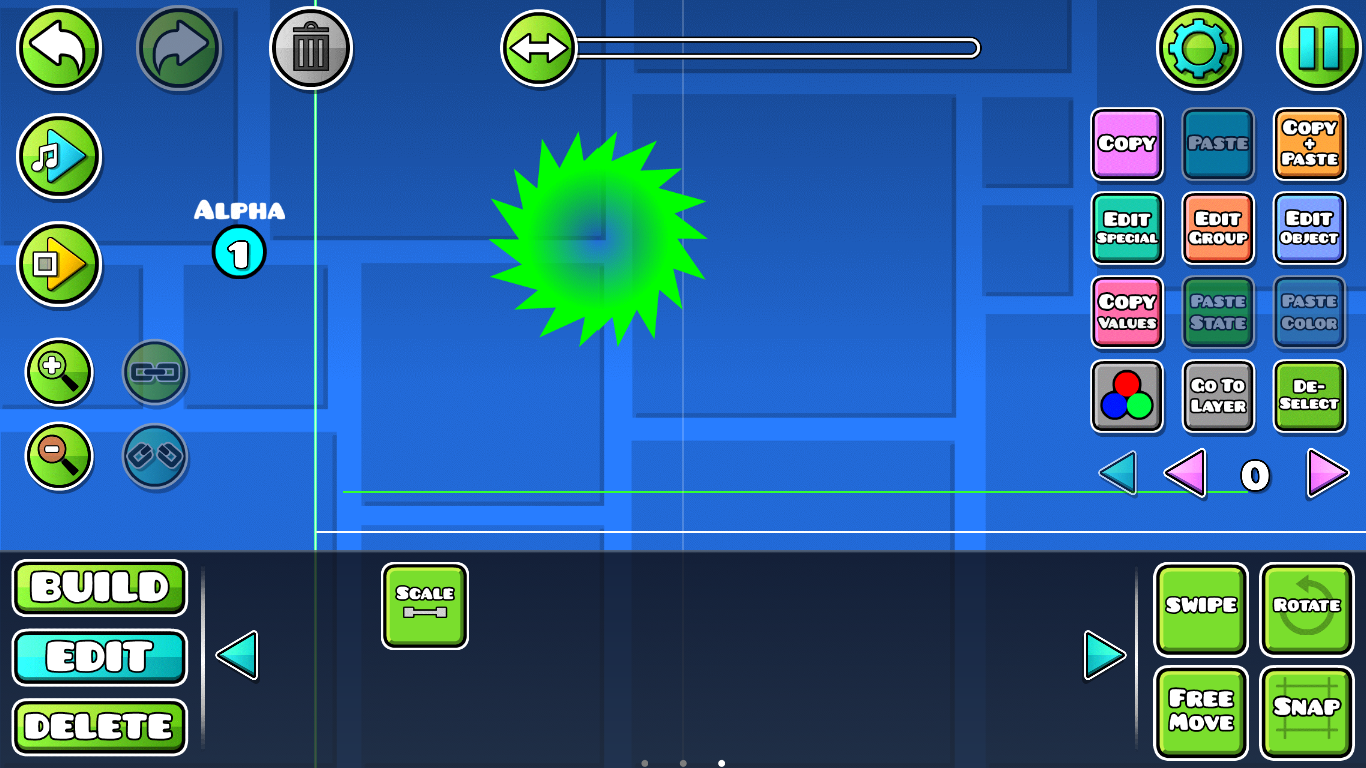 COPY
PASTE
COPY
+
PASTE
ALPHA
1
EDIT
SPECIAL
EDIT
GROUP
EDIT
OBJECT
COPY
VALUES
PASTE
STATE
PASTE
COLOR
GO TO
LAYER
DE-
SELECT
0
BUILD
EDIT
DELETE
SCALE
SWIPE
ROTATE
FREE
MOVE
SNAP